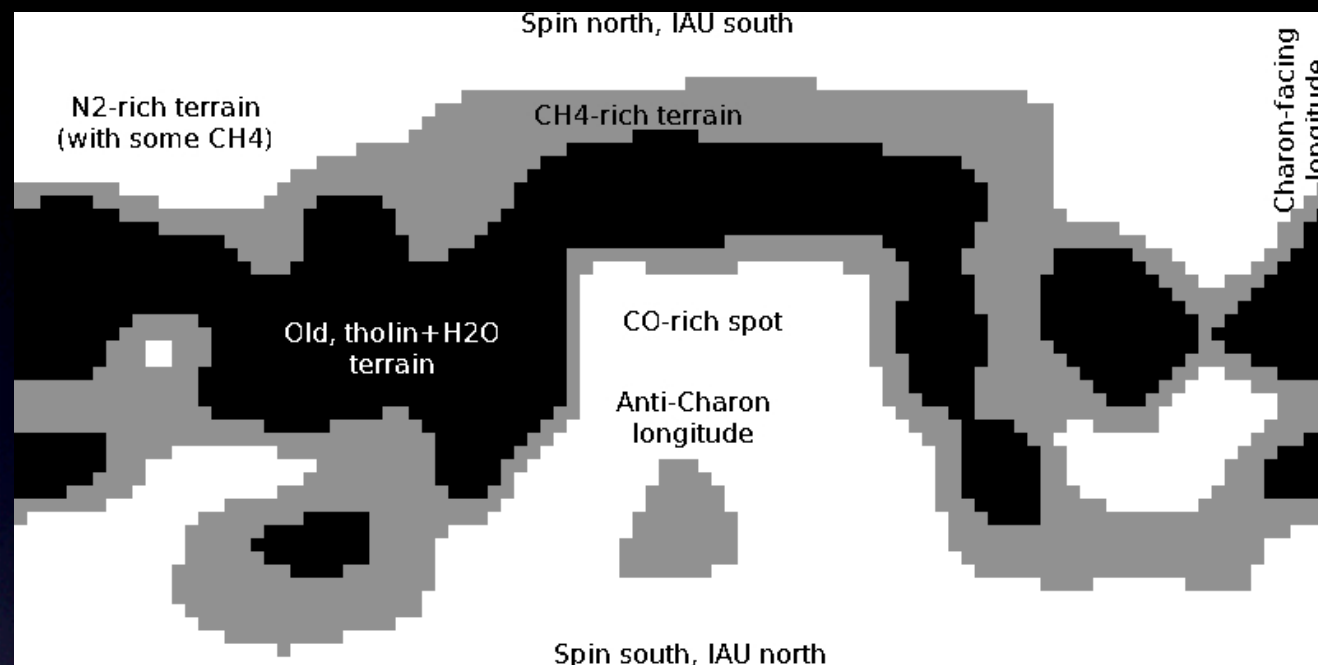 Spin north, IAU south
Charon-facing
longitude
N2-rich terrain
(with some CH4)
CH4-rich terrain
Old, tholin+H2O
terrain
CO-rich spot
Anti-Charon
longitude
Spin south, IAU north